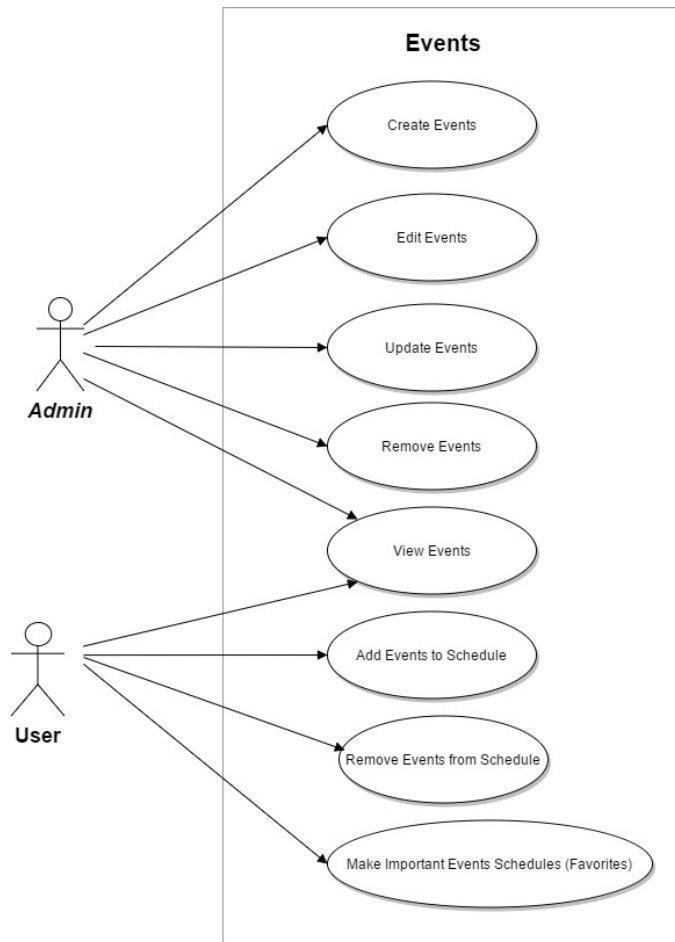 Events
Create Events
Edit Events
Update Events
Admin
Remove Events
View Events
User
Add Events to Schedule
Remove Events from Schedule
Make Important Events Schedules (Favorites)